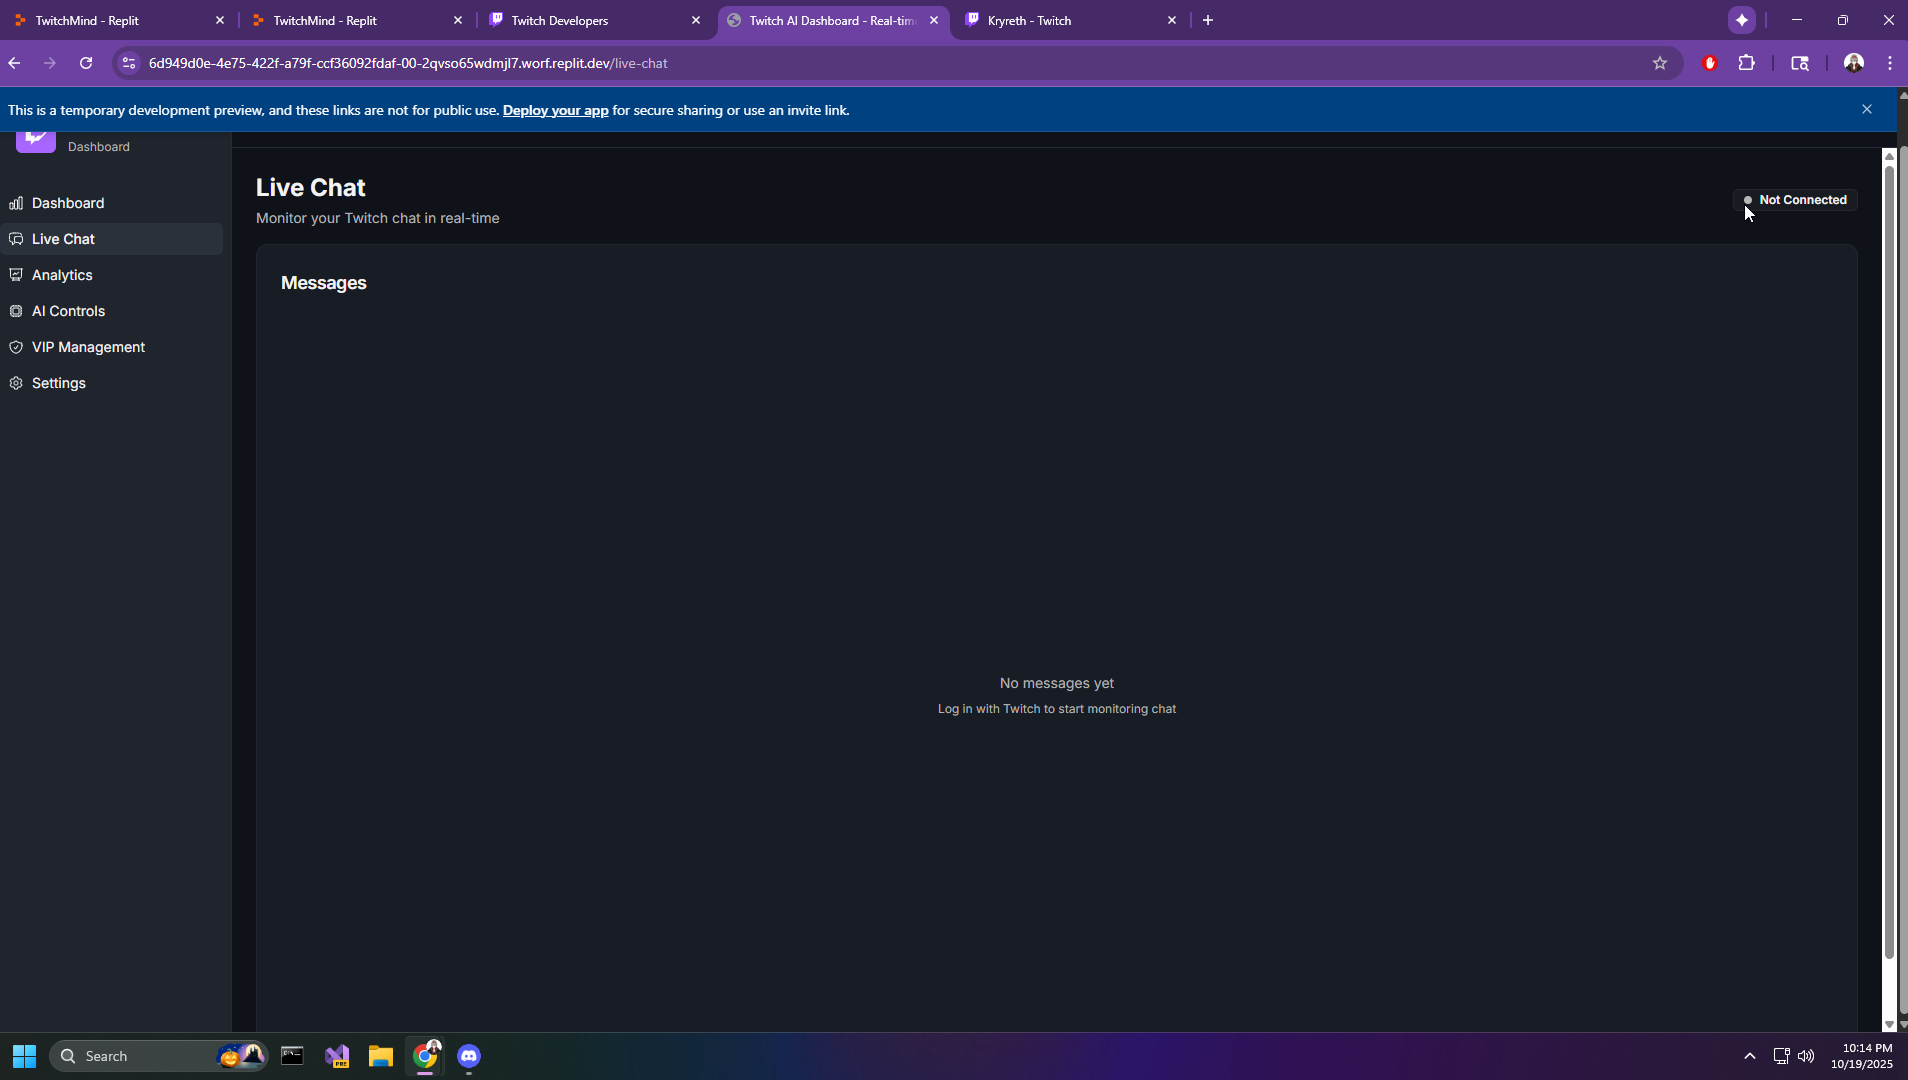 TwitchMind - Replit
TwitchMind - Replit
Twitch Developers
Twitch AI Dashboard - Real-tim
Kryreth - Twitch
6d949d0e-4e75-422f-a79f-ccf36092fdaf-00-2qvso65wdmjl7.worf.replit.dev/live-chat
This is a temporary development preview, and these links are not for public use. Deploy your app for secure sharing or use an invite link.
Dashboard
Dashboard
Live Chat
Analytics
AI Controls
VIP Management
Settings
Live Chat
Monitor your Twitch chat in real-time
Not Connected
Messages
No messages yet
Log in with Twitch to start monitoring chat
Search
PRE
10:14 PM
10/19/2025